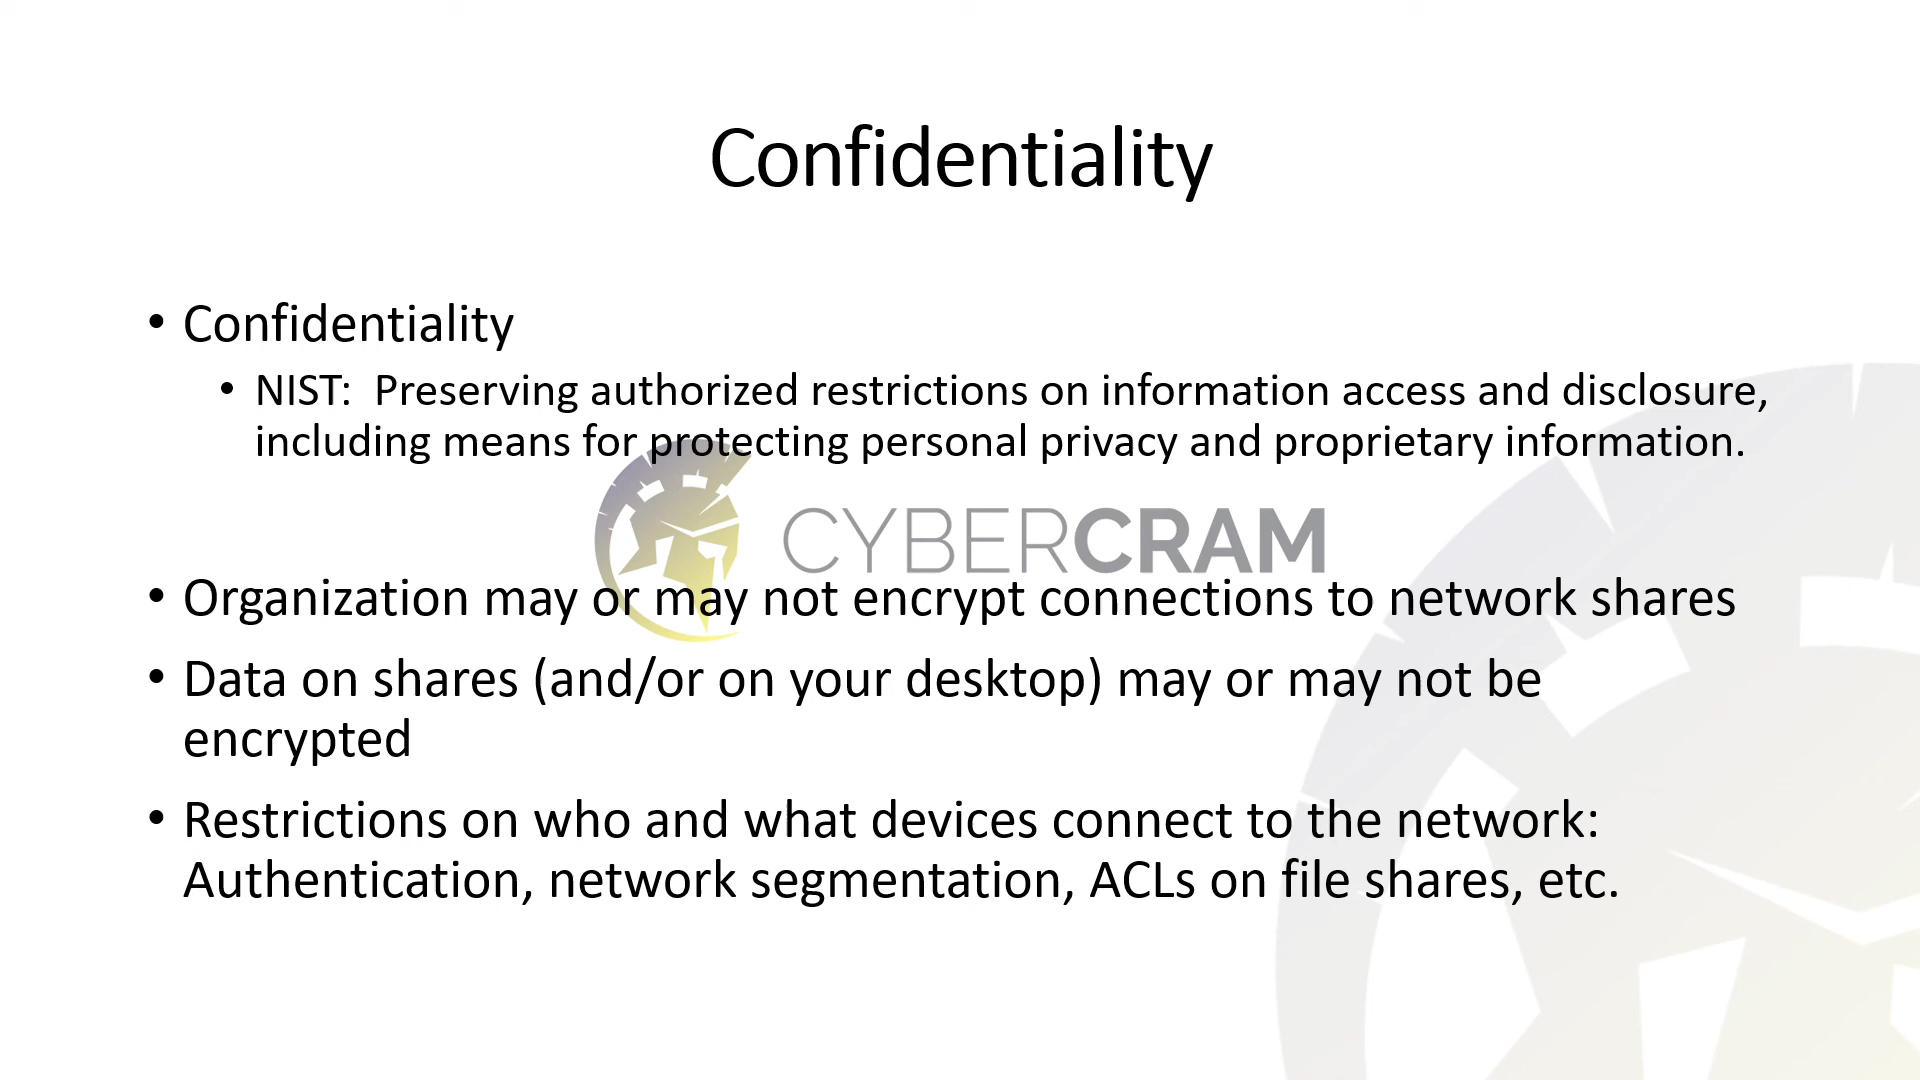 Confidentiality
• Confidentiality
• NIST:  Preserving authorized restrictions on information access and disclosure,
including means for protecting personal privacy and proprietary information.
CYBERCRAM
• Organization may or may not encrypt connections to network shares
• Data on shares (and/or on your desktop) may or may not be
encrypted
• Restrictions on who and what devices connect to the network:
Authentication, network segmentation, ACLs on file shares, etc.